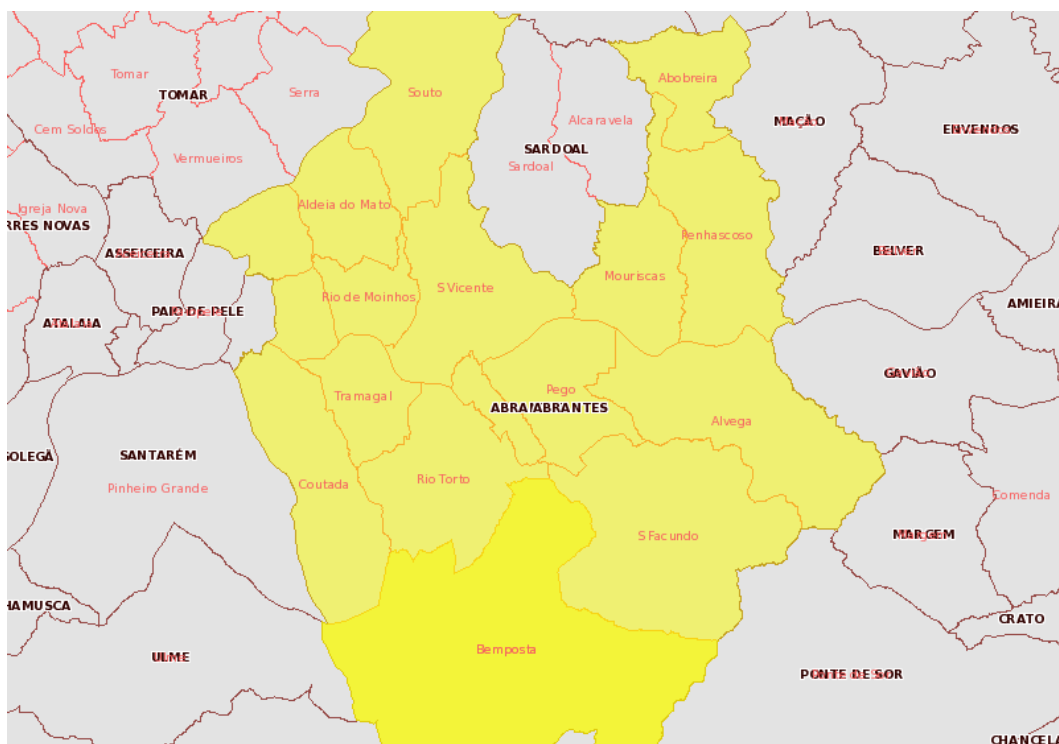 Tomar
TOMAR
Serra
Souto
Abobreira
Cem Soldos
Vermueiros
Alcaravela
SARDOAL
Sardoal
MAÇÃO
ENVENDOS
Igreja Nova
RRES NOVAS
Aldeia do Mato
ASSEICEIRA
Penhascoso
BELVER
Mouriscas
S Vicente
Rio de Moinhos
PAIO DE PELE
ATALAIA
AMIEIRA
GAVIÃO
Pego
Tramagal
ABRA
ABRANTES
Alvega
SOLEGÃ
SANTARÉM
Pinheiro Grande
Coutada
Rio Torto
Comenda
S Facundo
MARGEM
HAMUSCA
CRATO
ULME
Bemposta
PONTE DE SOR
CHANCELA